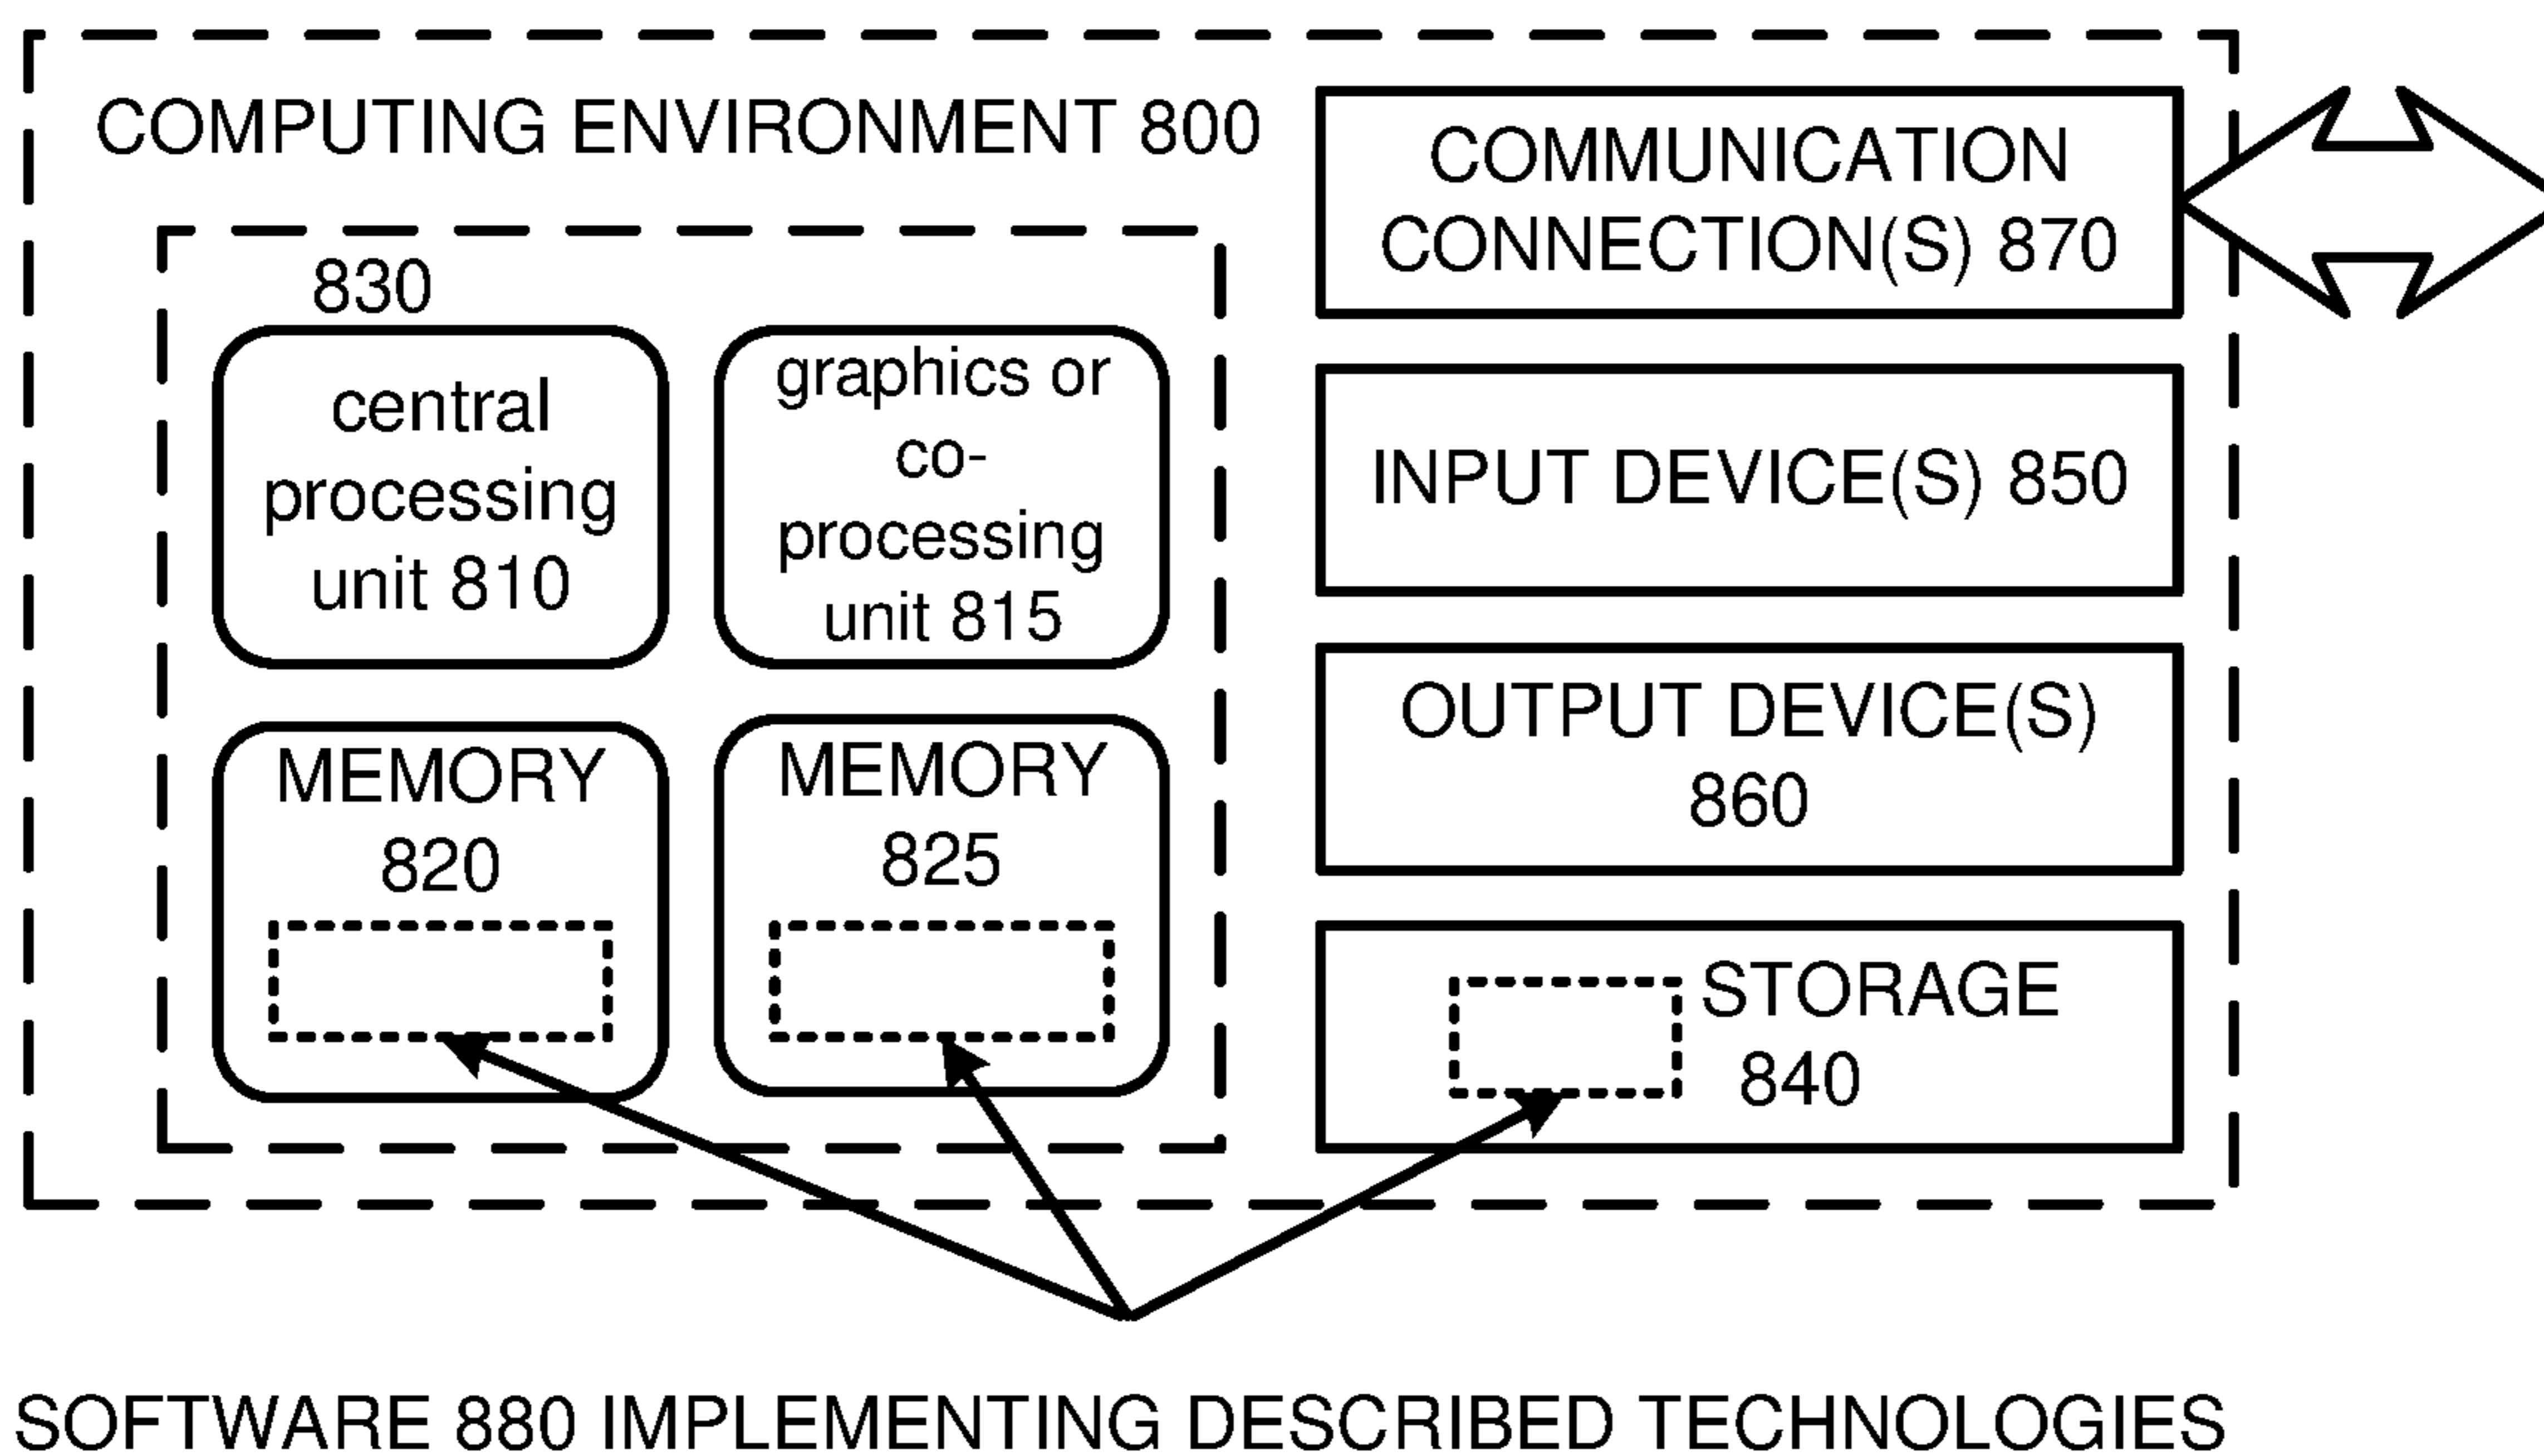 COMPUTING ENVIRONMENT 800
830
central
processing
unit 810
graphics or
co-
processing
unit 815
MEMORY
820
MEMORY
825
COMMUNICATION
CONNECTION(S) 870
INPUT DEVICE(S) 850
OUTPUT DEVICE(S)
860
STORAGE
840
SOFTWARE 880 IMPLEMENTING DESCRIBED TECHNOLOGIES